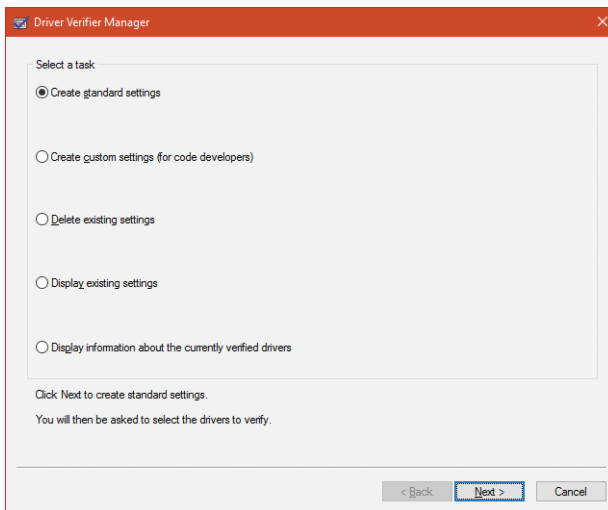 Driver Verifier Manager
Select a task
Create standard settings
Create custom settings (for code developers)
Delete existing settings
Display existing settings
Display information about the currently verified drivers
Click Next to create standard settings.
You will then be asked to select the drivers to verify.
< Back Next > Cancel